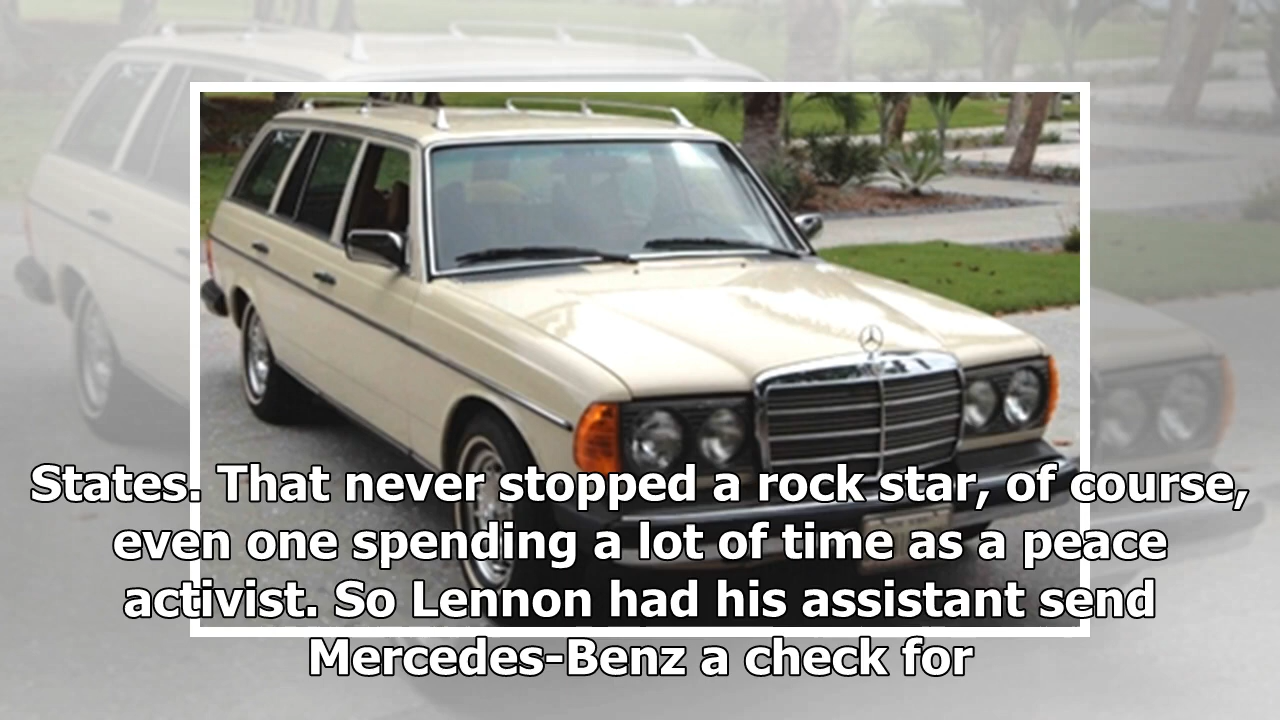 States. That never stopped a rock star, of course,
even one spending a lot of time as a peace
activist. So Lennon had his assistant send
Mercedes-Benz a check for